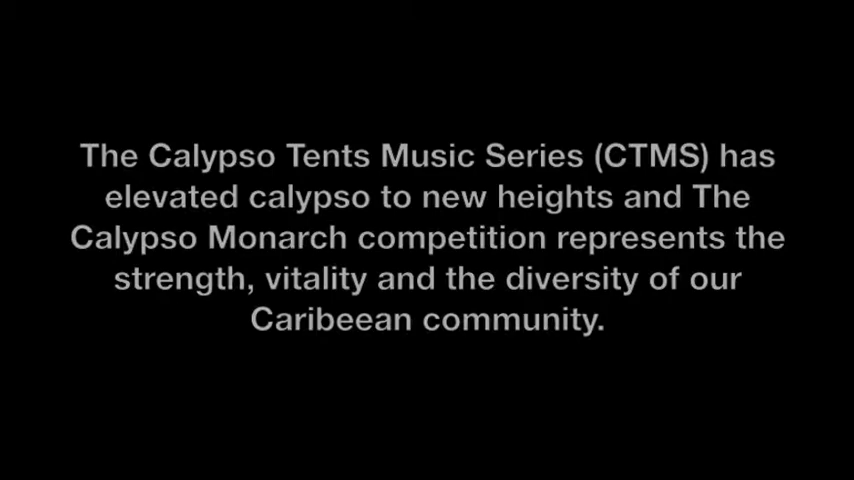 The Calypso Tents Music Series (CTMS) has
elevated calypso to new heights and The
Calypso Monarch competition represents the
strength, vitality and the diversity of our
Caribeean community.